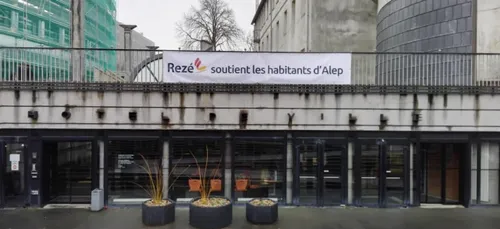 Rezé soutient les habitants d'Alep